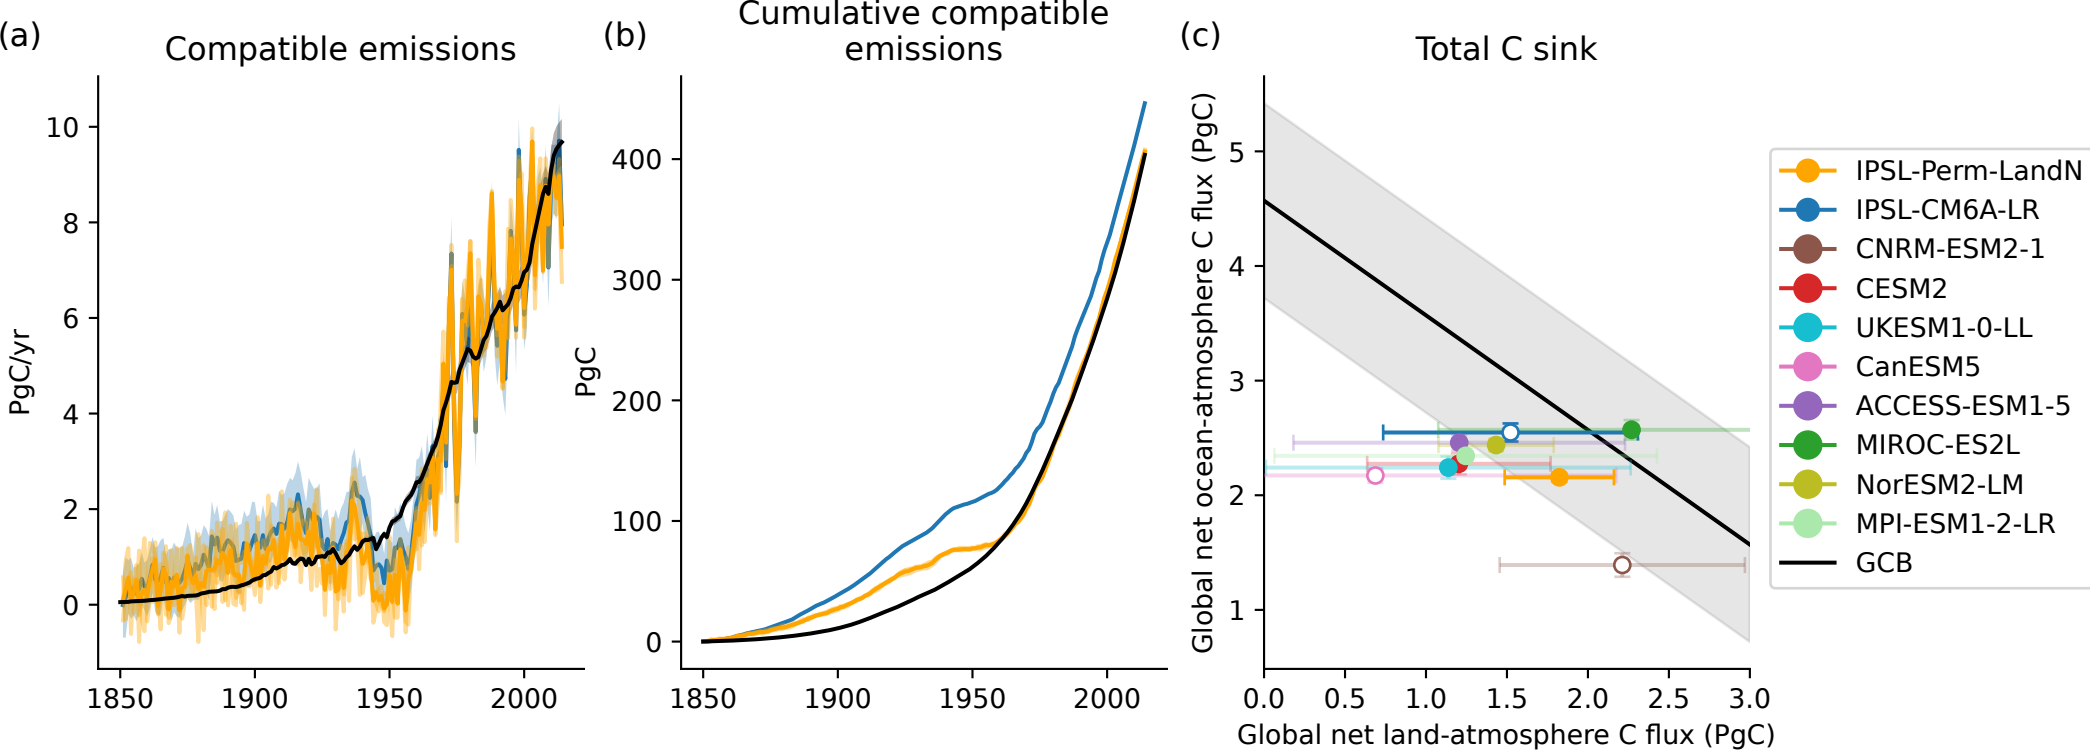 (a)
Compatible emissions
PgC/yr
10
8
6
4
2
0
1850
1900
1950
2000
(b)
Cumulative compatible
emissions
PgC
400
300
200
100
0
1850
1900
1950
2000
(c)
Total C sink
Global net ocean-atmosphere C flux (PgC)
5
4
3
2
1
0.0
0.5
1.0
1.5
2.0
2.5
3.0
Global net land-atmosphere C flux (PgC)
IPSL-Perm-LandN
IPSL-CM6A-LR
CNRM-ESM2-1
CESM2
UKESM1-0-LL
CanESM5
ACCESS-ESM1-5
MIROC-ES2L
NorESM2-LM
MPI-ESM1-2-LR
GCB